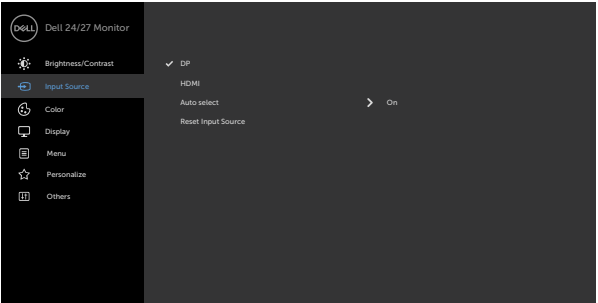 DELL
Dell 24/27 Monitor
Brightness/Contrast
Input Source
Color
Display
Menu
Personalize
Others
DP
HDMI
Auto select On
Reset Input Source